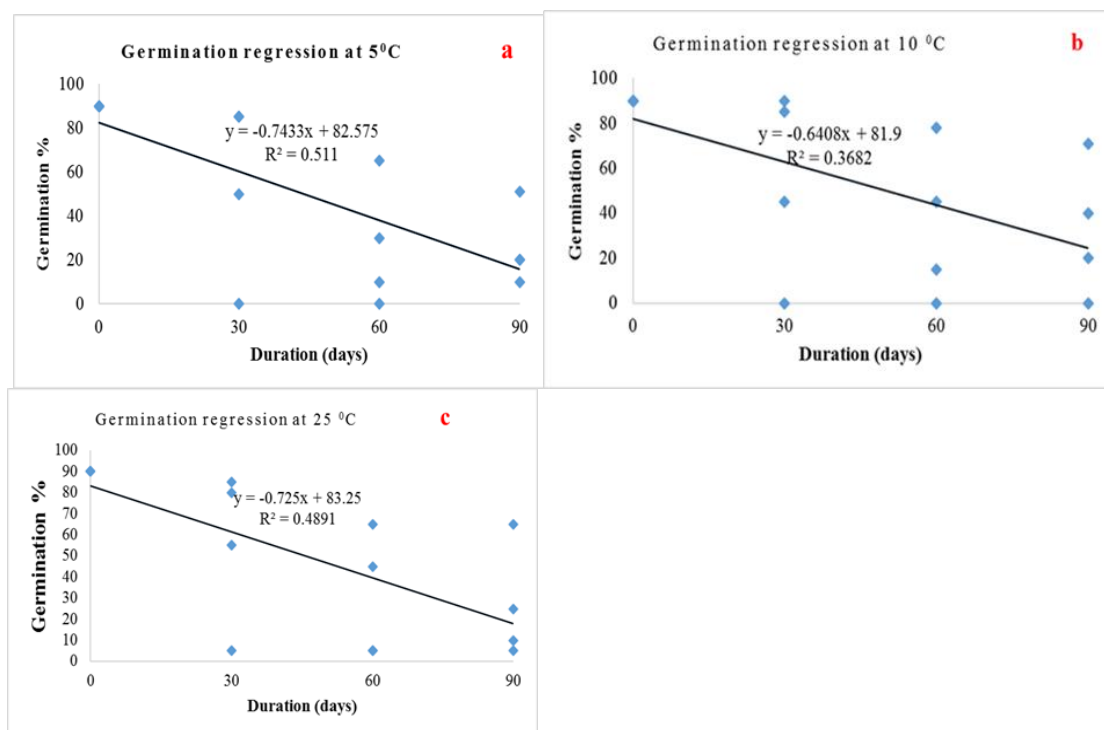 Germination regression at 5⁰C
a
100
80
60
40
20
0
Germination %
y = -0.7433x + 82.575
R² = 0.511
0 30 60 90
Duration (days)
Germination regression at 10 ⁰C
b
100
80
60
40
20
0
Germination %
y = -0.6408x + 81.9
R² = 0.3682
0 30 60 90
Duration (days)
Germination regression at 25 ⁰C
c
100
90
80
70
60
50
40
30
20
10
0
Germination %
y = -0.725x + 83.25
R² = 0.4891
0 30 60 90
Duration (days)